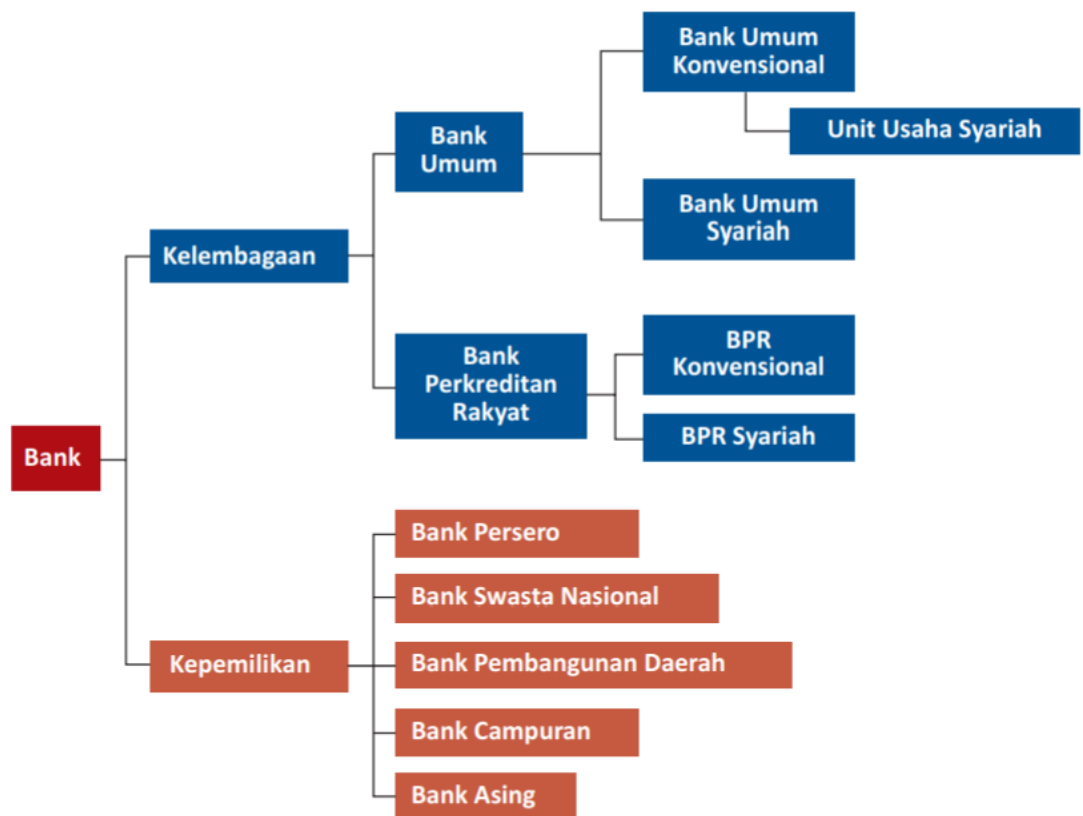 Bank
Kelembagaan
Bank
Umum
Bank Umum
Konvensional
Unit Usaha Syariah
Bank Umum
Syariah
Bank
Perkreditan
Rakyat
BPR
Konvensional
BPR Syariah
Kepemilikan
Bank Persero
Bank Swasta Nasional
Bank Pembangunan Daerah
Bank Campuran
Bank Asing